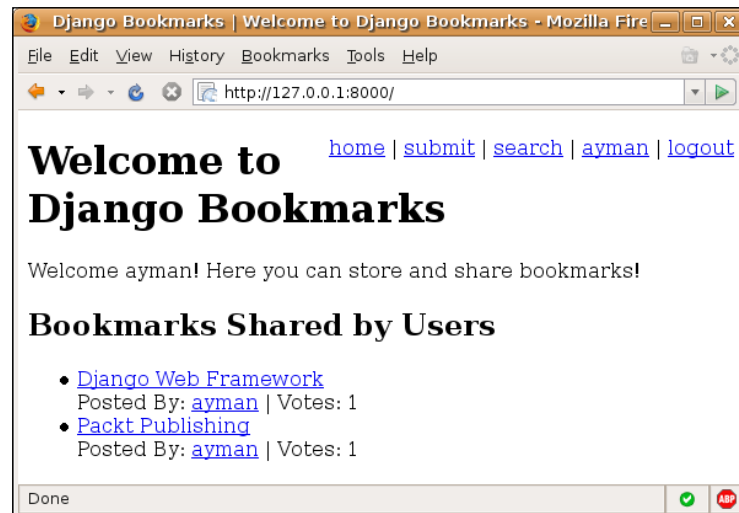 Django Bookmarks | Welcome to Django Bookmarks - Mozilla Fire
File Edit View History Bookmarks Tools Help
http://127.0.0.1:8000/
home | submit | search | ayman | logout
Welcome to
Django Bookmarks
Welcome ayman! Here you can store and share bookmarks!
Bookmarks Shared by Users
• Django Web Framework
Posted By: ayman | Votes: 1
• Packt Publishing
Posted By: ayman | Votes: 1
Done
ABP